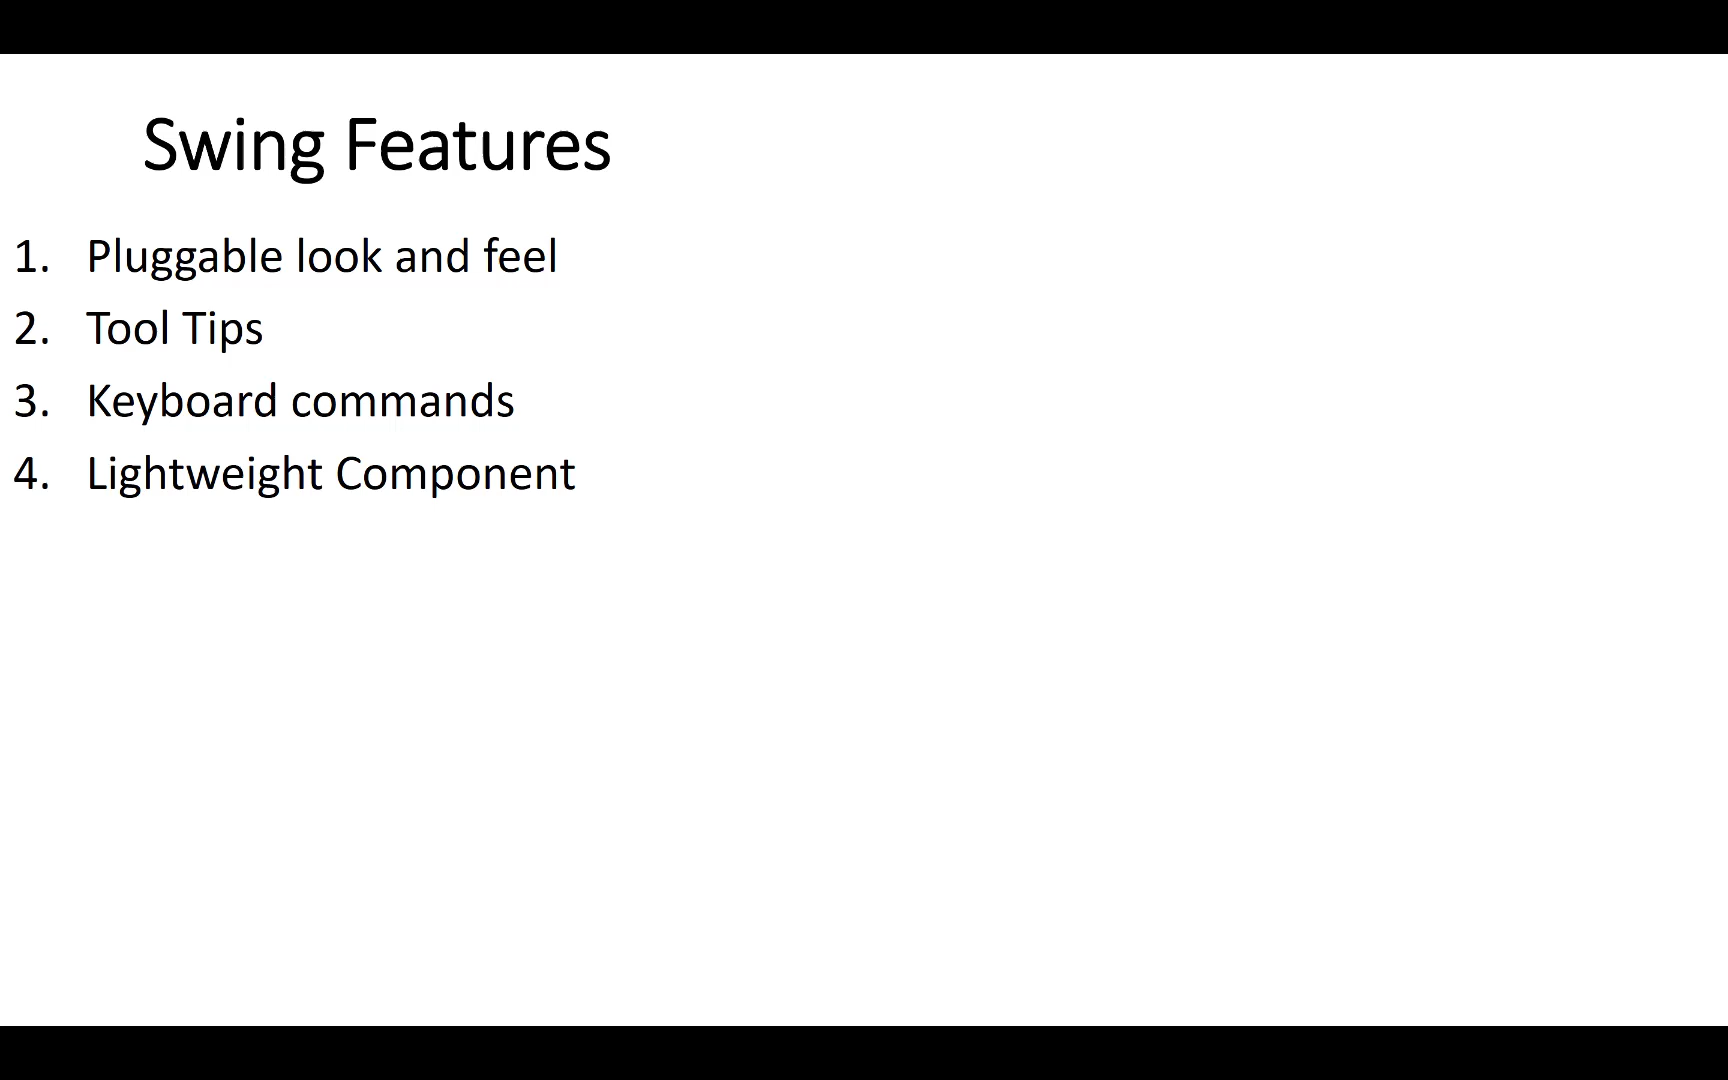 Swing Features
1. Pluggable look and feel
2. Tool Tips
3. Keyboard commands
4. Lightweight Component